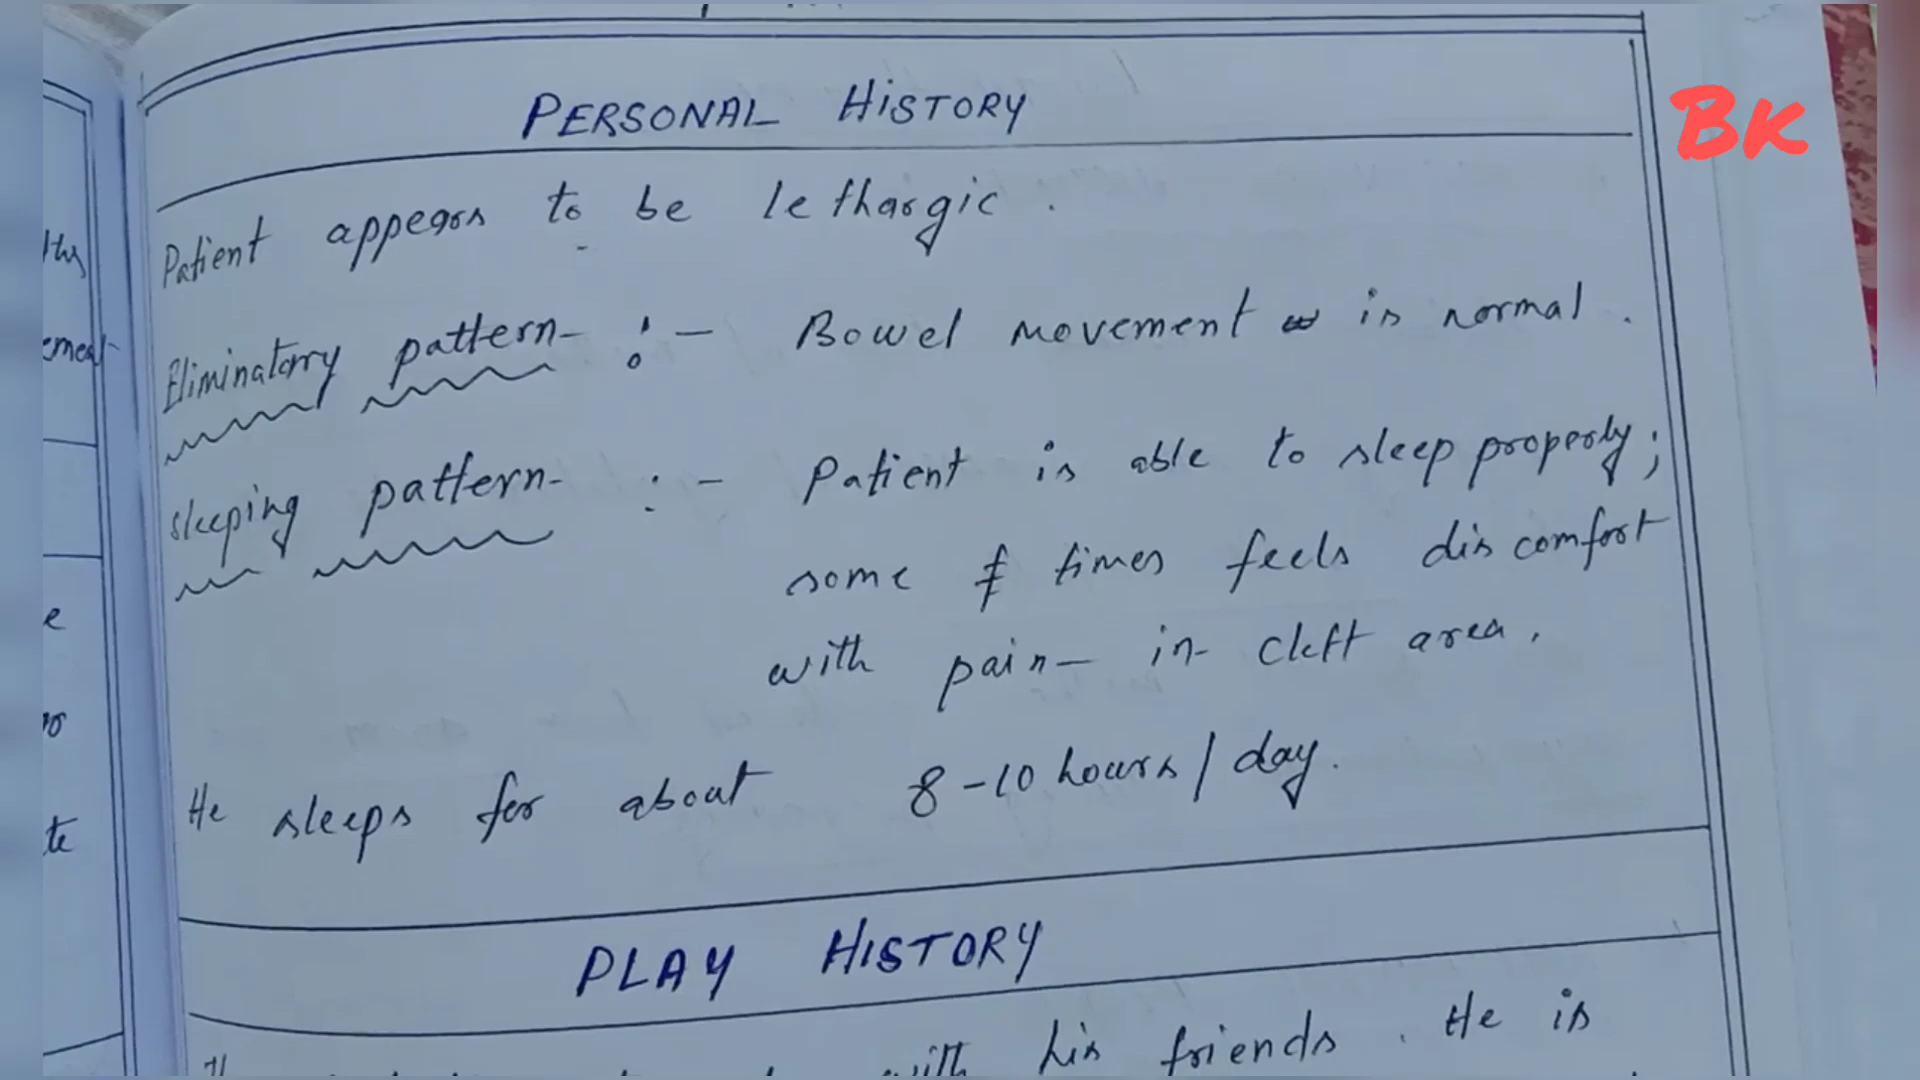 PERSONAL HISTORY
BK
Patient appears to be lethargic.
Eliminatory pattern :- Bowel movement is normal.
Sleeping pattern :- Patient is able to sleep properly;
some times feels discomfort
with pain in cleft area.
He sleeps for about 8-10 hours/day.
PLAY HISTORY
with his friends. He is